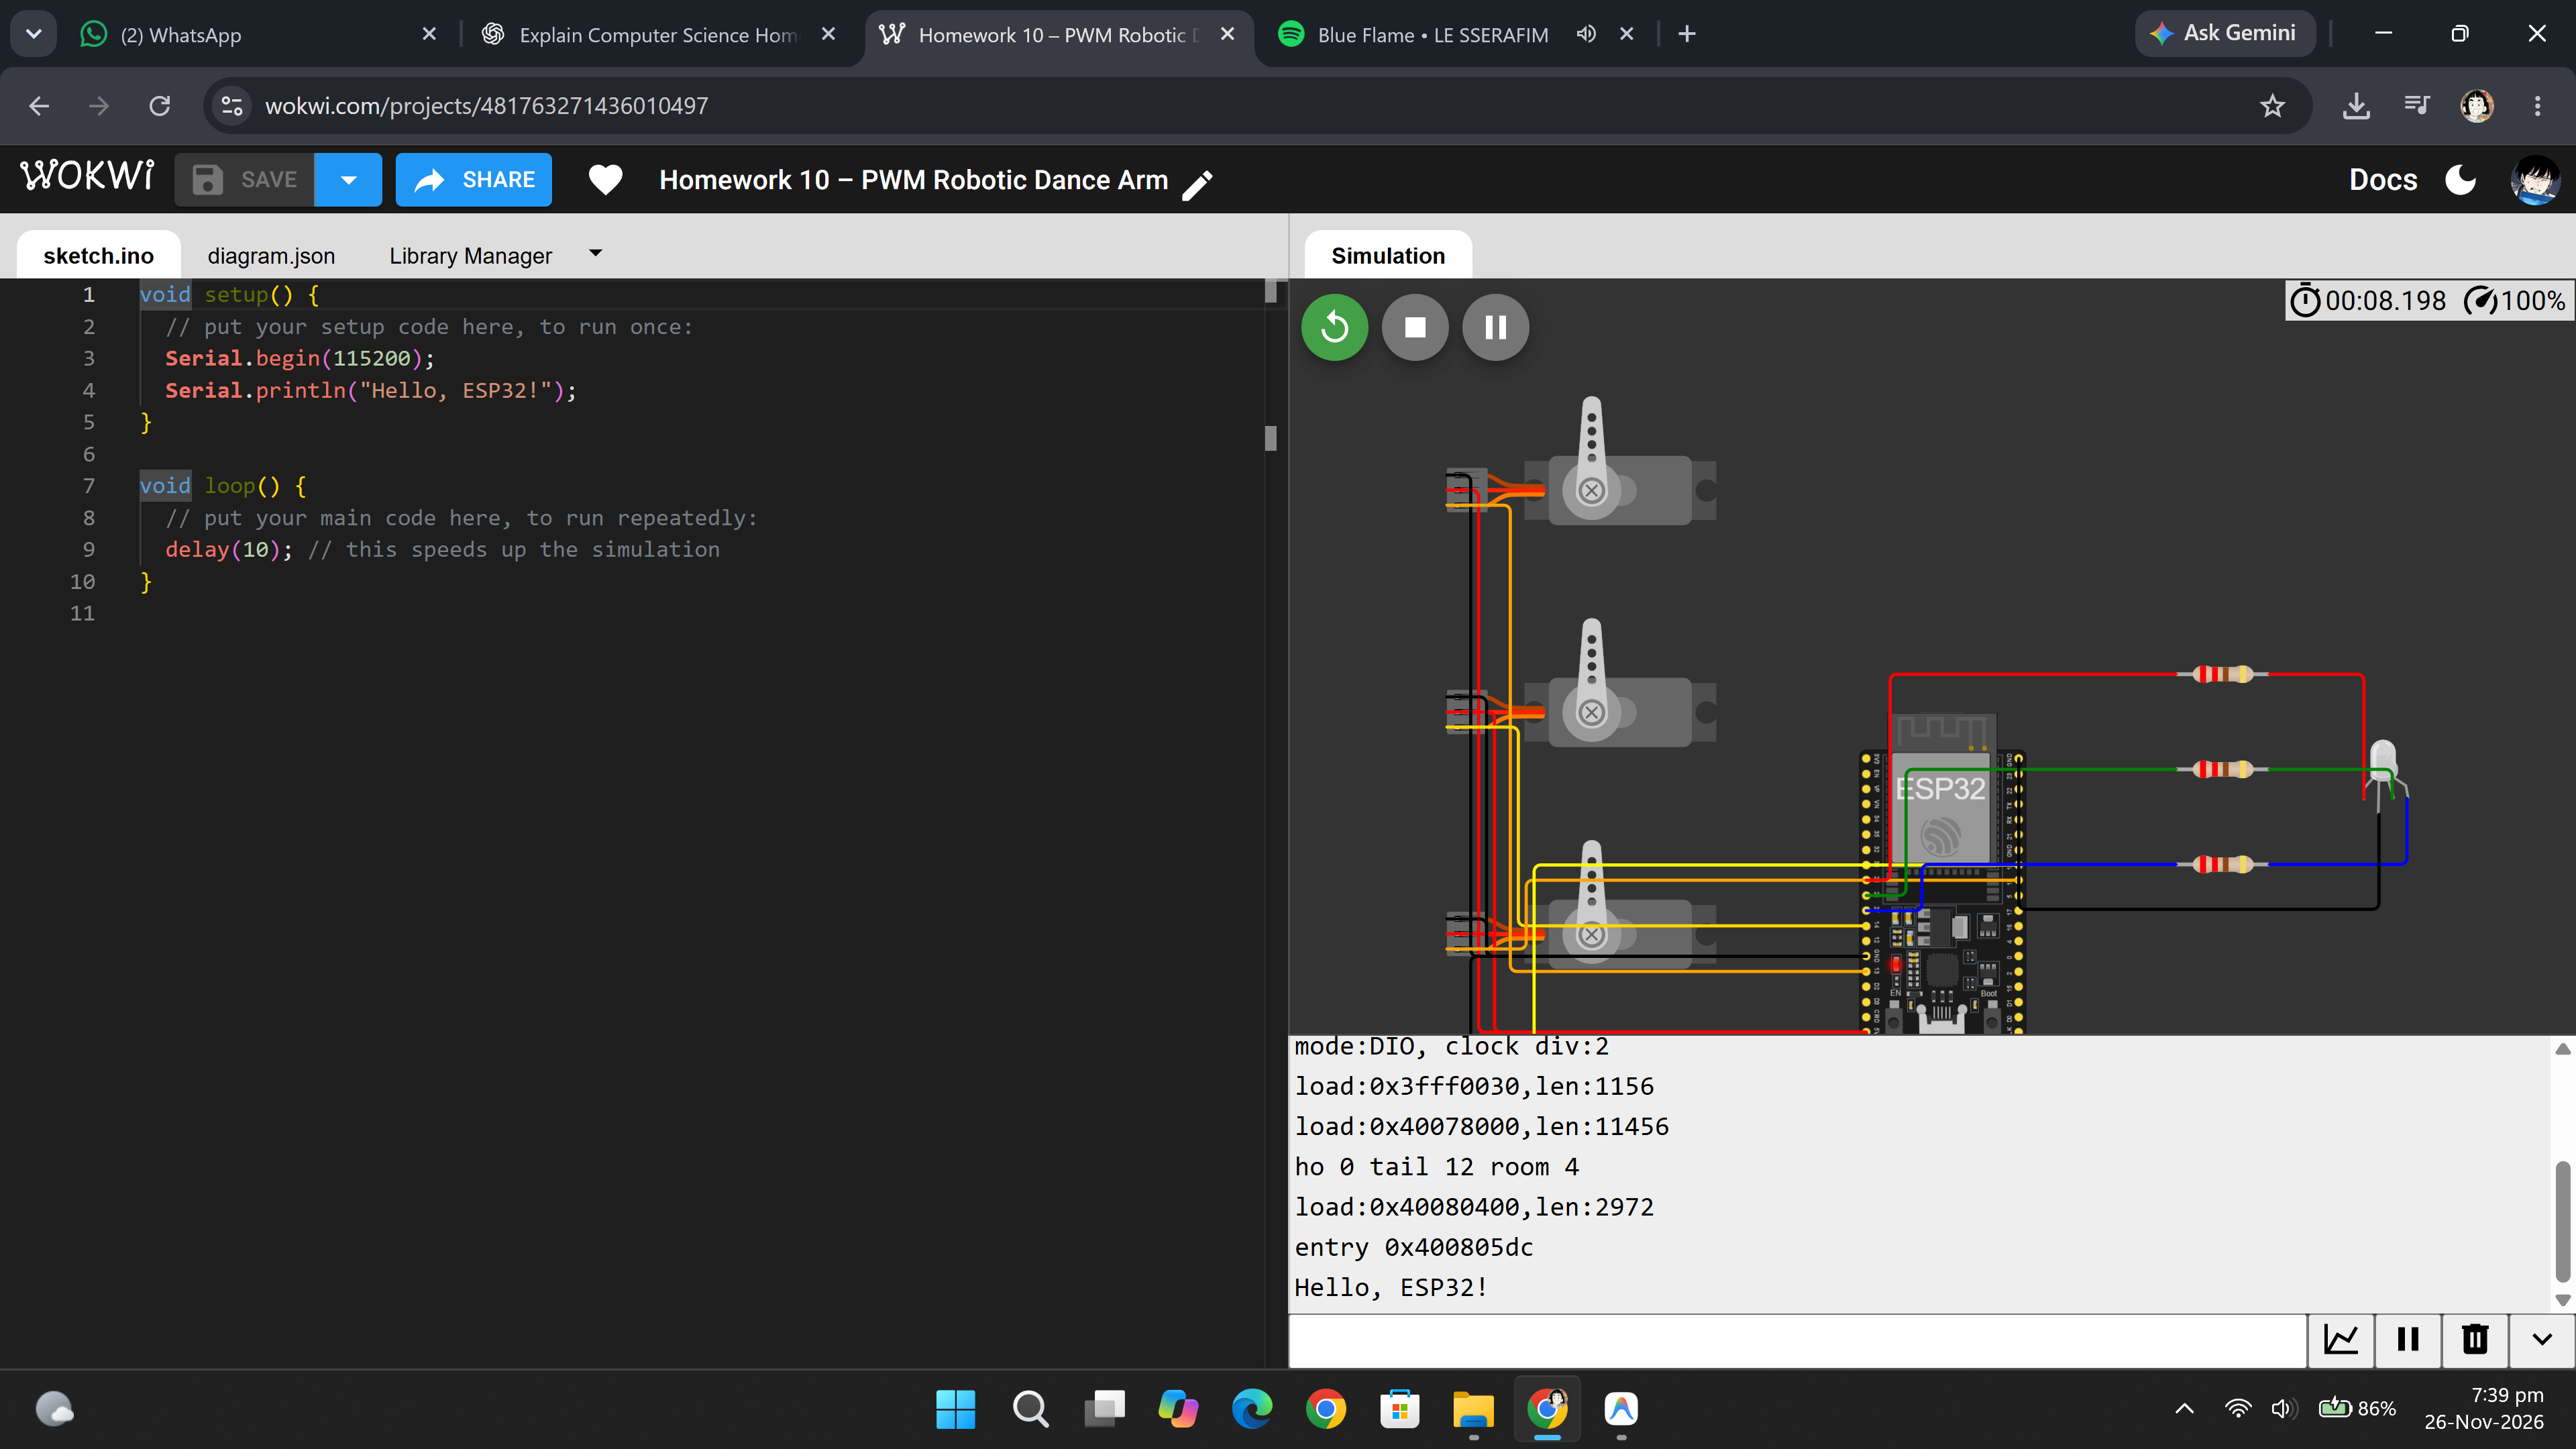 (2) WhatsApp
Explain Computer Science Hom
Homework 10 – PWM Robotic D
Blue Flame • LE SSERAFIM
Ask Gemini
wokwi.com/projects/481763271436010497
WOKWi
SAVE
SHARE
Homework 10 – PWM Robotic Dance Arm
Docs
sketch.ino
diagram.json
Library Manager
Simulation
1 void setup() {
2 // put your setup code here, to run once:
3 Serial.begin(115200);
4 Serial.println("Hello, ESP32!");
5 }
6
7 void loop() {
8 // put your main code here, to run repeatedly:
9 delay(10); // this speeds up the simulation
10 }
11
00:08.198
100%
ESP32
EN
Boot
mode:DIO, clock div:2
load:0x3fff0030,len:1156
load:0x40078000,len:11456
ho 0 tail 12 room 4
load:0x40080400,len:2972
entry 0x400805dc
Hello, ESP32!
86%
7:39 pm
26-Nov-2026